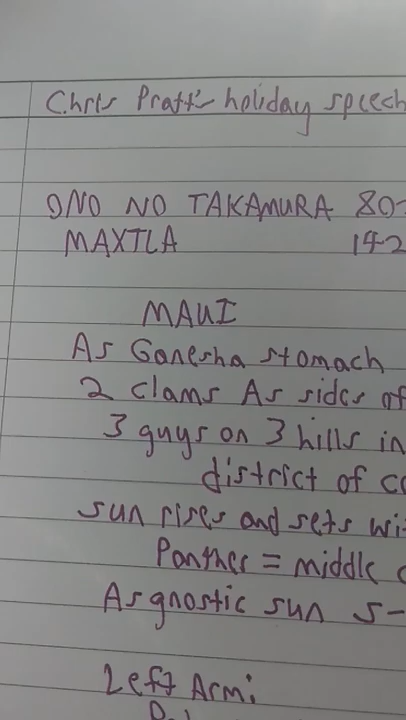 Chris Pratt's holiday speech
ONO NO TAKAMURA 80
MAXTLA 142
MAUI
As Ganesha stomach
2 clams As sides of
3 guys on 3 hills in
district of
sun rises and sets
Panther = middle
As gnostic sun s-
Left Arm: